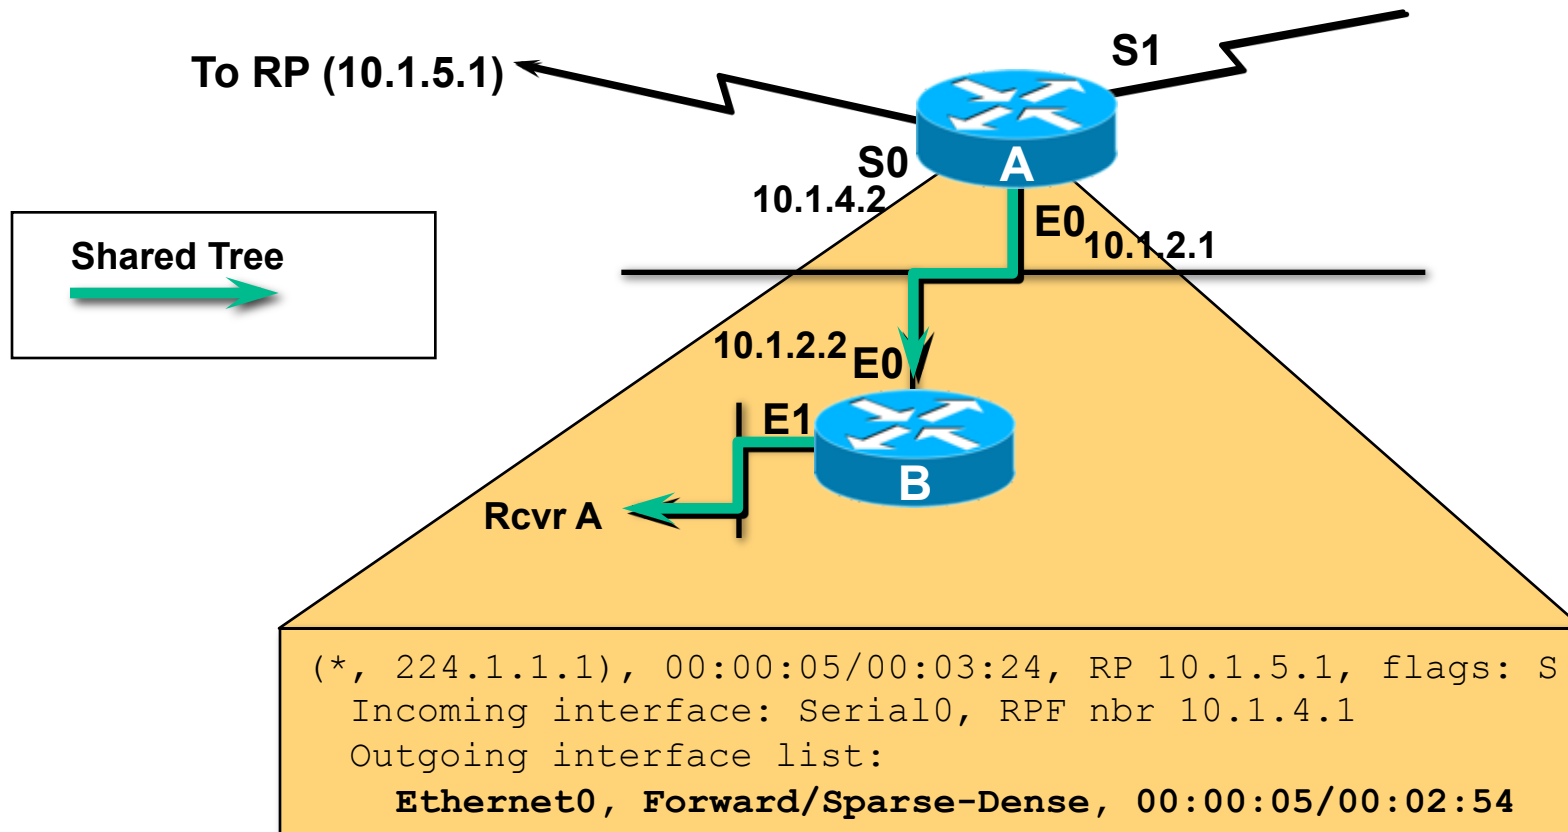 To RP (10.1.5.1)
S1
A
S0
10.1.4.2
E0
10.1.2.1
Shared Tree
10.1.2.2
E0
E1
B
Rcvr A
(*, 224.1.1.1), 00:00:05/00:03:24, RP 10.1.5.1, flags: S
Incoming interface: Serial0, RPF nbr 10.1.4.1
Outgoing interface list:
Ethernet0, Forward/Sparse-Dense, 00:00:05/00:02:54